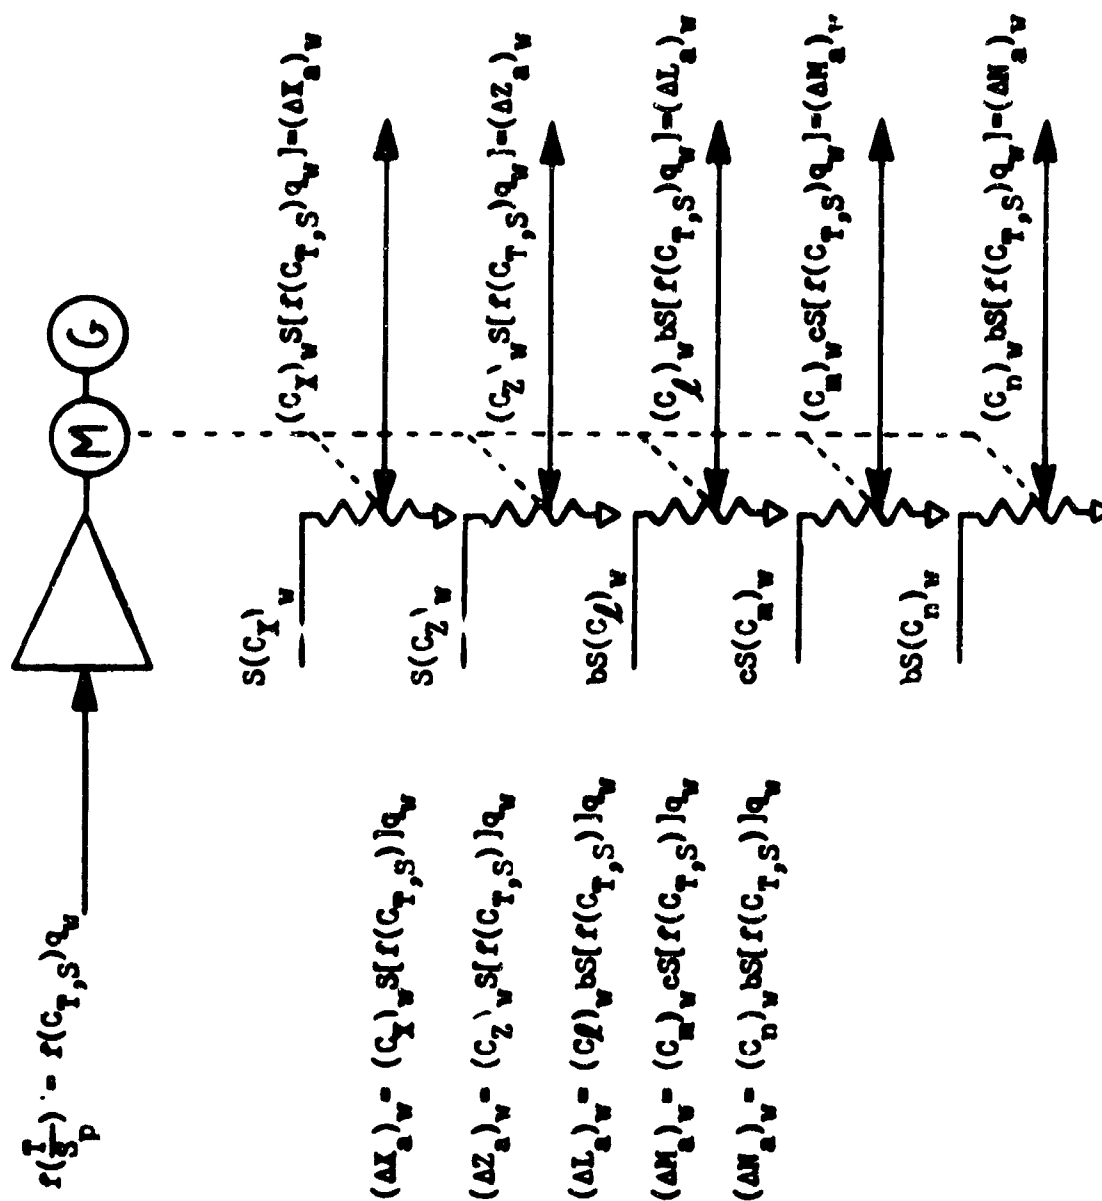 f(T/S_p) = f(C_T,S)q_w
M
G
S(C_X)_w
(C_X)_w S[f(C_T,S)q_w]=(ΔX_a)_w
S(C_Z)_w
(C_Z)_w S[f(C_T,S)q_w]=(ΔZ_a)_w
bS(C_ℓ)_w
(C_ℓ)_w bS[f(C_T,S)q_w]=(ΔL_a)_w
cS(C_m)_w
(C_m)_w cS[f(C_T,S)q_w]=(ΔM_a)_w
bS(C_n)_w
(C_n)_w bS[f(C_T,S)q_w]=(ΔN_a)_w
(ΔX_a)_w = (C_X)_w S[f(C_T,S)]q_w
(ΔZ_a)_w = (C_Z)_w S[f(C_T,S)]q_w
(ΔL_a)_w = (C_ℓ)_w bS[f(C_T,S)]q_w
(ΔM_a)_w = (C_m)_w cS[f(C_T,S)]q_w
(ΔN_a)_w = (C_n)_w bS[f(C_T,S)]q_w